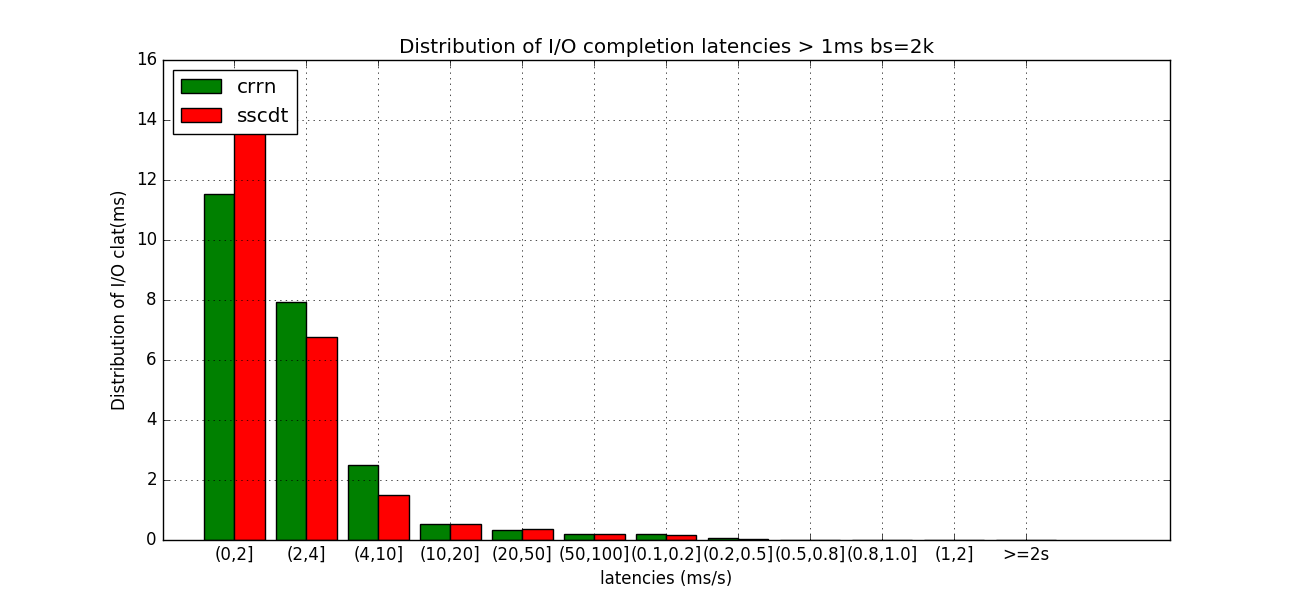 Distribution of I/O completion latencies > 1ms bs=2k
16
14
12
10
8
6
4
2
0
crrn
sscdt
Distribution of I/O clat(ms)
(0,2] (2,4] (4,10] (10,20] (20,50] (50,100] (0.1,0.2] (0.2,0.5] (0.5,0.8] (0.8,1.0] (1,2] >=2s
latencies (ms/s)